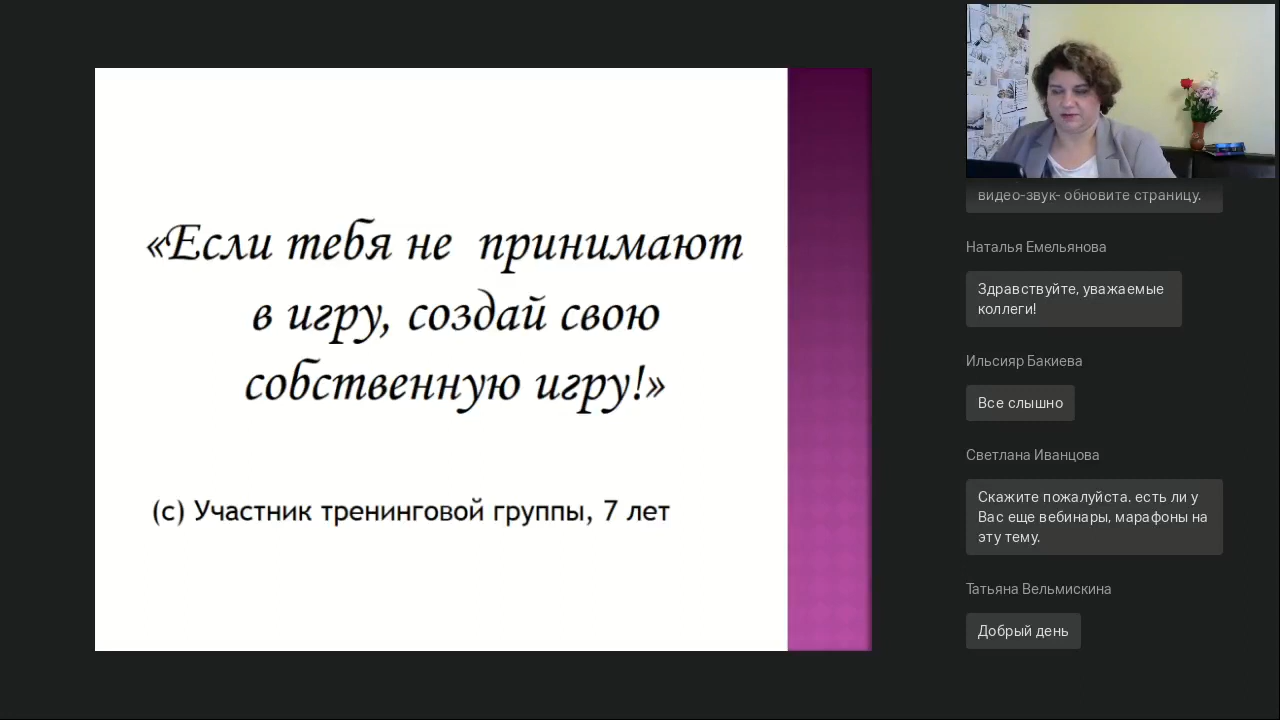 «Если тебя не принимают
в игру, создай свою
собственную игру!»
(с) Участник тренинговой группы, 7 лет
видео-звук- обновите страницу.
Наталья Емельянова
Здравствуйте, уважаемые
коллеги!
Ильсияр Бакиева
Все слышно
Светлана Иванцова
Скажите пожалуйста. есть ли у
Вас еще вебинары, марафоны на
эту тему.
Татьяна Вельмискина
Добрый день